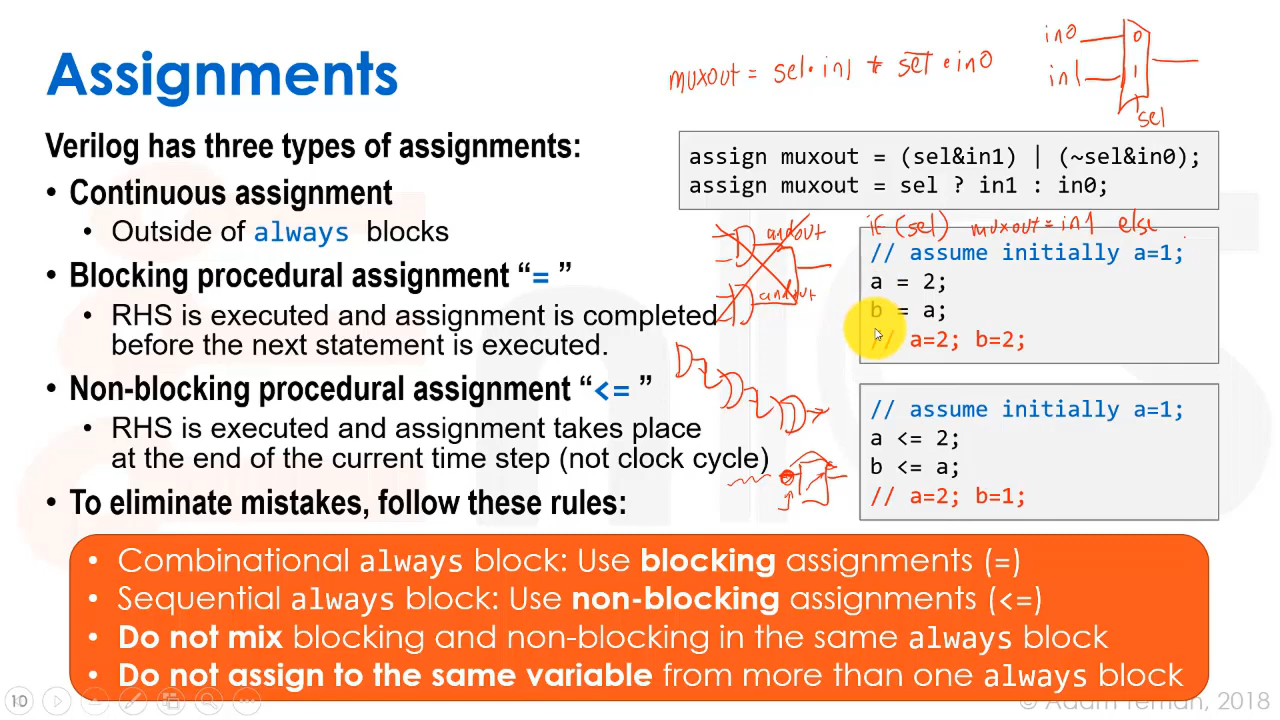 Assignments
muxout = sel·in1 + sel·in0
in0
0
in1
1
sel
Verilog has three types of assignments:
• Continuous assignment
• Outside of always blocks
• Blocking procedural assignment “= ”
• RHS is executed and assignment is completed
before the next statement is executed.
• Non-blocking procedural assignment “<= ”
• RHS is executed and assignment takes place
at the end of the current time step (not clock cycle)
• To eliminate mistakes, follow these rules:
assign muxout = (sel&in1) | (~sel&in0);
assign muxout = sel ? in1 : in0;
if (sel) muxout=in1 else
andout
andout
// assume initially a=1;
a = 2;
b = a;
// a=2; b=2;
// assume initially a=1;
a <= 2;
b <= a;
// a=2; b=1;
• Combinational always block: Use blocking assignments (=)
• Sequential always block: Use non-blocking assignments (<=)
• Do not mix blocking and non-blocking in the same always block
• Do not assign to the same variable from more than one always block
10
© Adam Teman, 2018